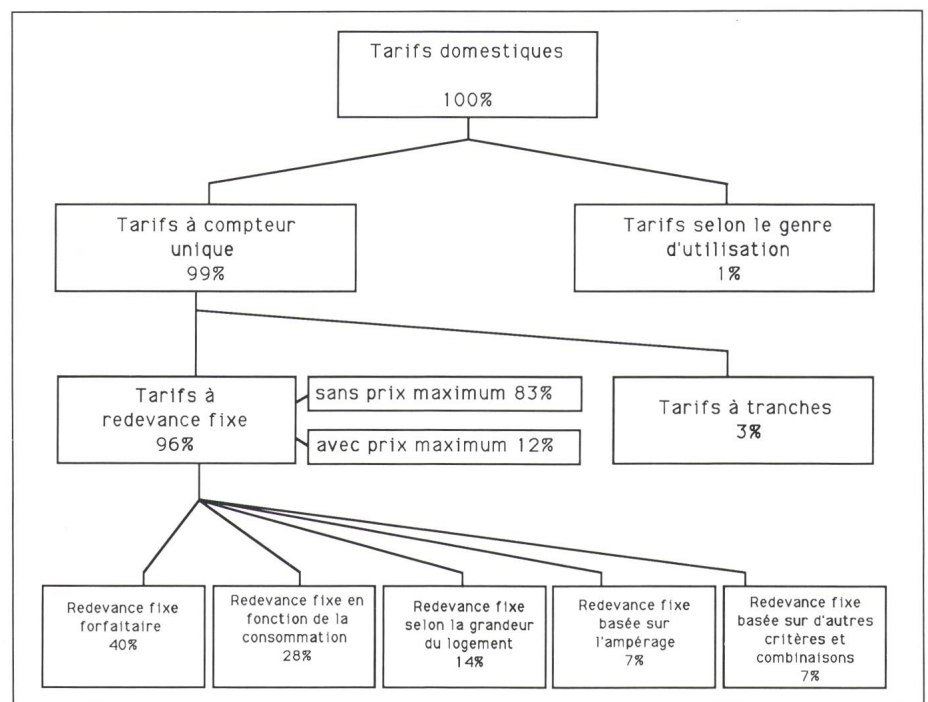 Tarifs domestiques
100%
Tarifs à compteur
unique
99%
Tarifs selon le genre
d'utilisation
1%
Tarifs à
redevance fixe
96%
sans prix maximum 83%
avec prix maximum 12%
Tarifs à tranches
3%
Redevance fixe
forfaitaire
40%
Redevance fixe en
fonction de la
consommation
28%
Redevance fixe
selon la grandeur
du logement
14%
Redevance fixe
basée sur
l'ampérage
7%
Redevance fixe
basée sur d'autres
critères et
combinaisons
7%